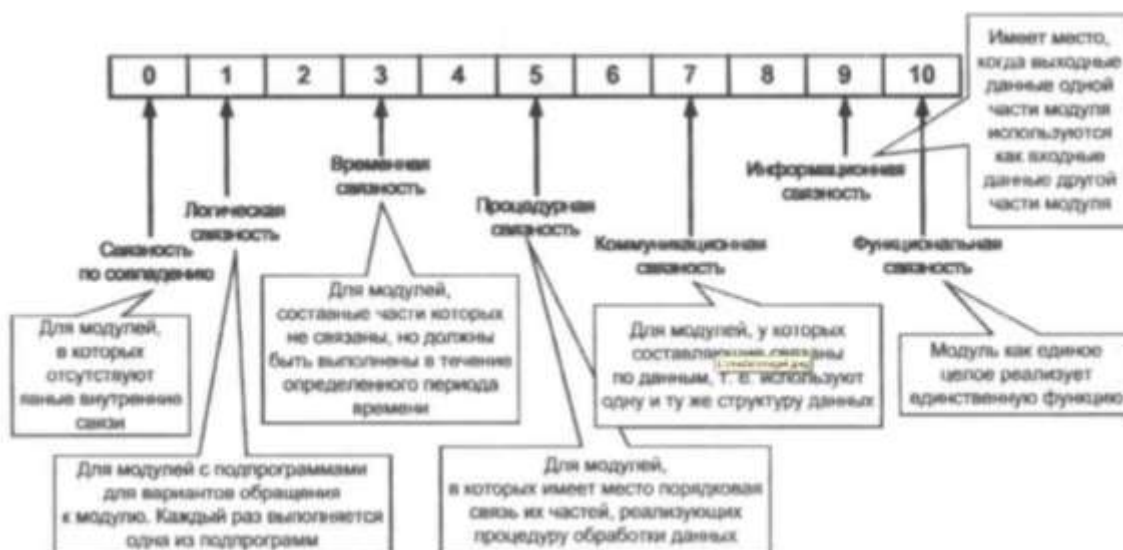 0 1 2 3 4 5 6 7 8 9 10
Имеет место,
когда выходные
данные одной
части модуля
используются
как входные
данные другой
части модуля
Временная
связность
Информационная
связность
Логическая
связность
Процедурная
связность
Коммуникационная
связность
Функциональная
связность
Связность
по совпадению
Для модулей,
в которых
отсутствуют
явные внутренние
связи
Для модулей,
составные части которых
не связаны, но должны
быть выполнены в течение
определенного периода
времени
Для модулей, у которых
составляющие связаны
по данным, т. е. используют
одну и ту же структуру данных
Модуль как единое
целое реализует
единственную функцию
Для модулей с подпрограммами
для вариантов обращения
к модулю. Каждый раз выполняется
одна из подпрограмм
Для модулей,
в которых имеет место порядковая
связь их частей, реализующих
процедуру обработки данных